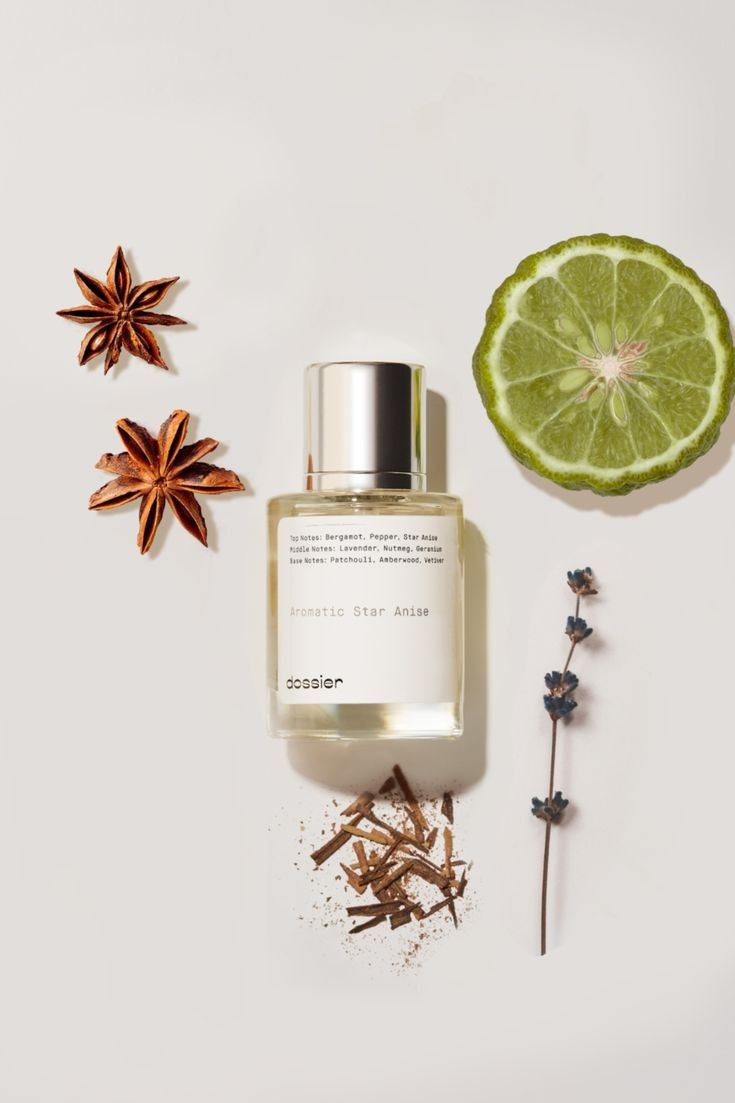 Top Notes: Bergamot, Pepper, Star Anise
Middle Notes: Lavender, Nutmeg, Geranium
Base Notes: Patchouli, Amberwood, Vetiver
Aromatic Star Anise
dossier